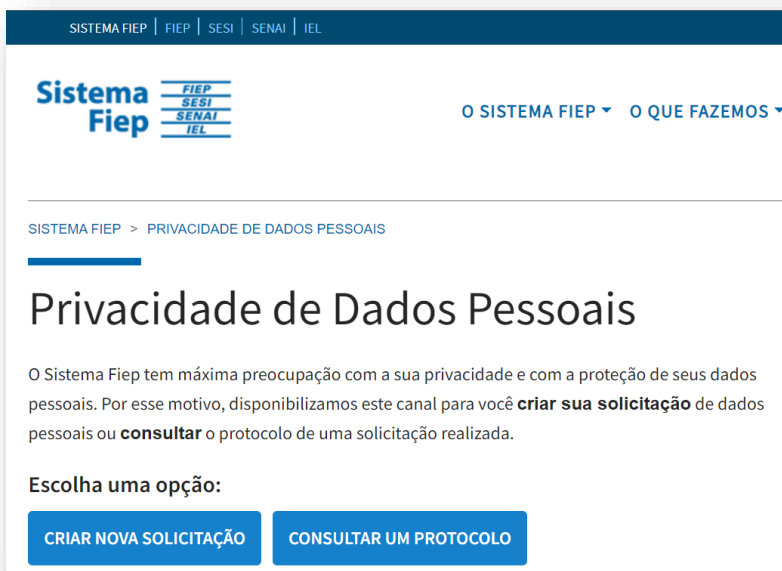 SISTEMA FIEP | FIEP | SESI | SENAI | IEL
Sistema
Fiep
FIEP
SESI
SENAI
IEL
O SISTEMA FIEP O QUE FAZEMOS
SISTEMA FIEP > PRIVACIDADE DE DADOS PESSOAIS
Privacidade de Dados Pessoais
O Sistema Fiep tem máxima preocupação com a sua privacidade e com a proteção de seus dados
pessoais. Por esse motivo, disponibilizamos este canal para você criar sua solicitação de dados
pessoais ou consultar o protocolo de uma solicitação realizada.
Escolha uma opção:
CRIAR NOVA SOLICITAÇÃO CONSULTAR UM PROTOCOLO